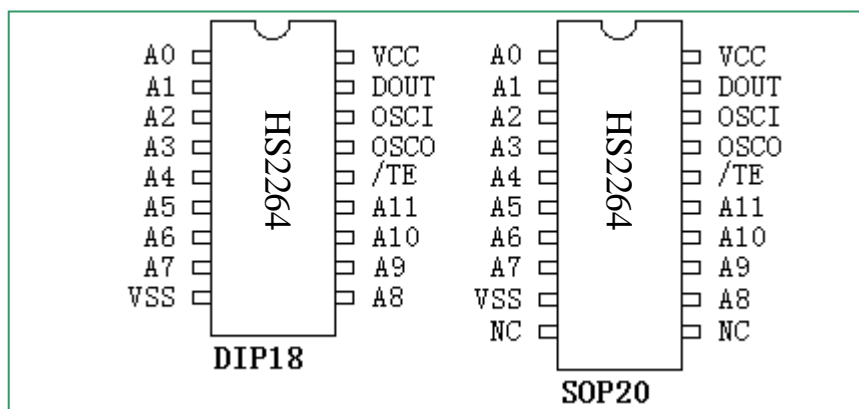 A0 VCC A0 VCC
A1 DOUT A1 DOUT
A2 OSCI A2 OSCI
A3 OSCO A3 OSCO
A4 /TE A4 /TE
A5 A11 A5 A11
A6 A10 A6 A10
A7 A9 A7 A9
VSS A8 VSS A8
NC NC
HS2264 HS2264
DIP18
SOP20